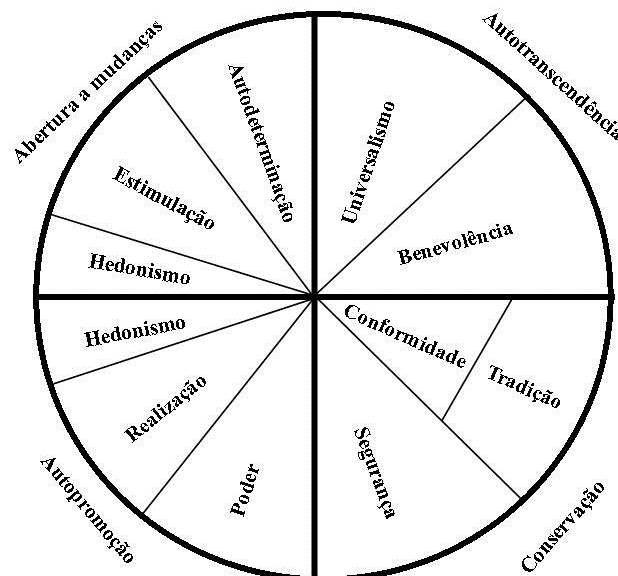 Abertura a mudanças
Autotranscendência
Autodeterminação
Universalismo
Estimulação
Benevolência
Hedonismo
Hedonismo
Conformidade
Tradição
Realização
Segurança
Poder
Autopromoção
Conservação